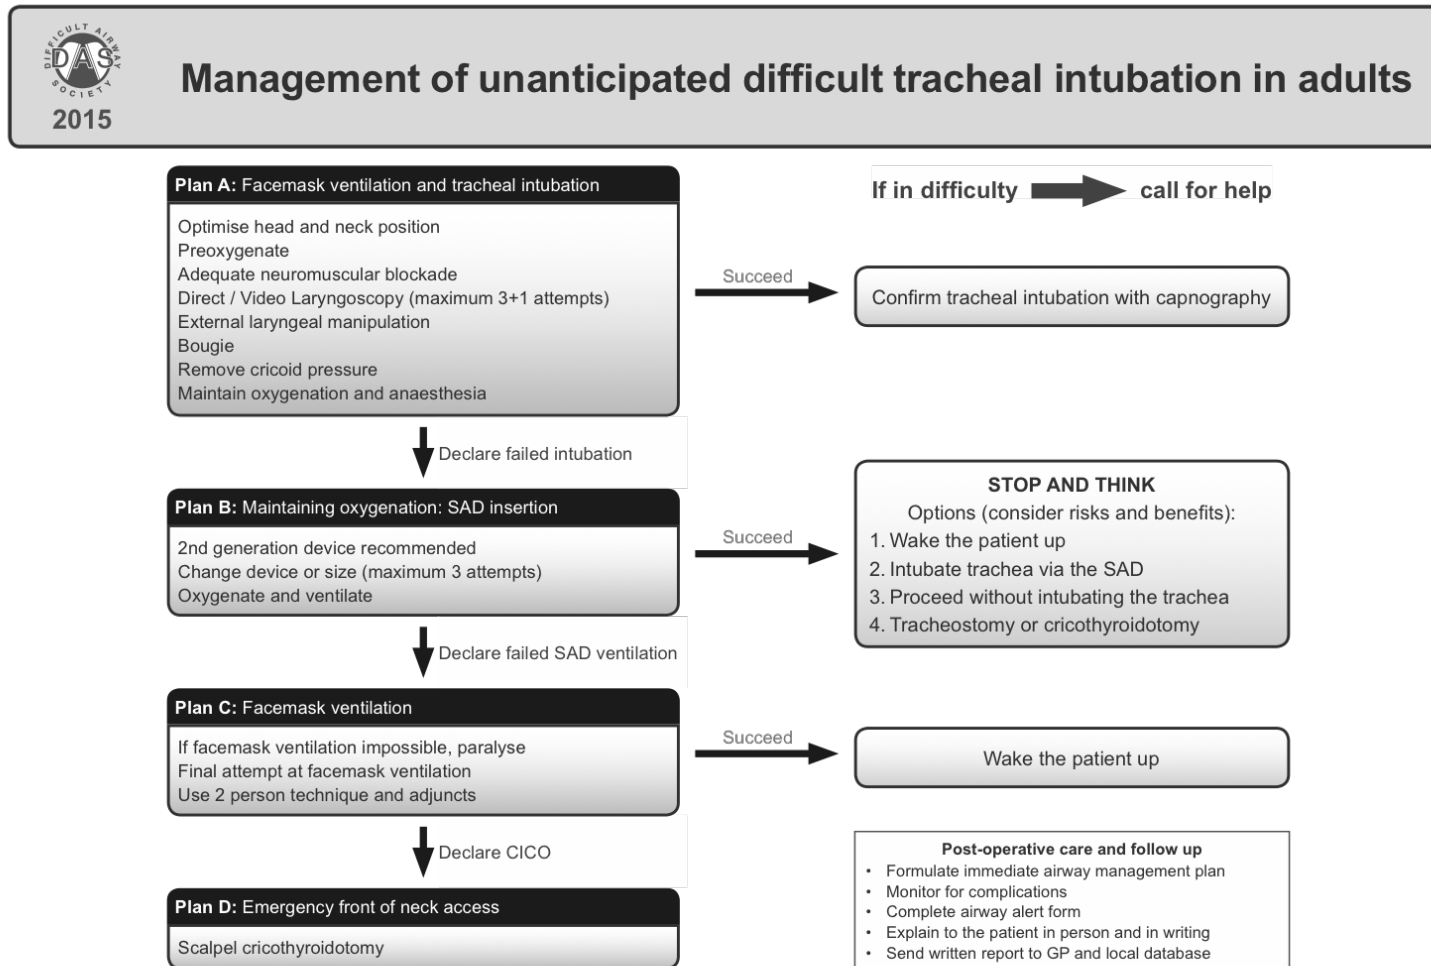 DIFFICULT AIRWAY
DAS
SOCIETY
2015
Management of unanticipated difficult tracheal intubation in adults
Plan A: Facemask ventilation and tracheal intubation
Optimise head and neck position
Preoxygenate
Adequate neuromuscular blockade
Direct / Video Laryngoscopy (maximum 3+1 attempts)
External laryngeal manipulation
Bougie
Remove cricoid pressure
Maintain oxygenation and anaesthesia
If in difficulty call for help
Succeed
Confirm tracheal intubation with capnography
Declare failed intubation
Plan B: Maintaining oxygenation: SAD insertion
2nd generation device recommended
Change device or size (maximum 3 attempts)
Oxygenate and ventilate
Succeed
STOP AND THINK
Options (consider risks and benefits):
1. Wake the patient up
2. Intubate trachea via the SAD
3. Proceed without intubating the trachea
4. Tracheostomy or cricothyroidotomy
Declare failed SAD ventilation
Plan C: Facemask ventilation
If facemask ventilation impossible, paralyse
Final attempt at facemask ventilation
Use 2 person technique and adjuncts
Succeed
Wake the patient up
Declare CICO
Plan D: Emergency front of neck access
Scalpel cricothyroidotomy
Post-operative care and follow up
• Formulate immediate airway management plan
• Monitor for complications
• Complete airway alert form
• Explain to the patient in person and in writing
• Send written report to GP and local database